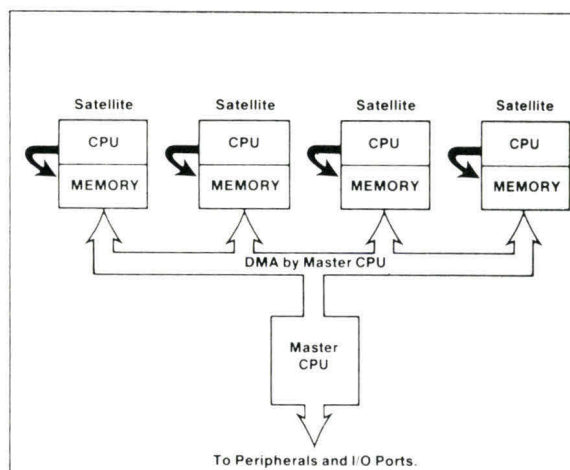 Satellite Satellite Satellite Satellite
CPU CPU CPU CPU
MEMORY MEMORY MEMORY MEMORY
DMA by Master CPU
Master
CPU
To Peripherals and I/O Ports.